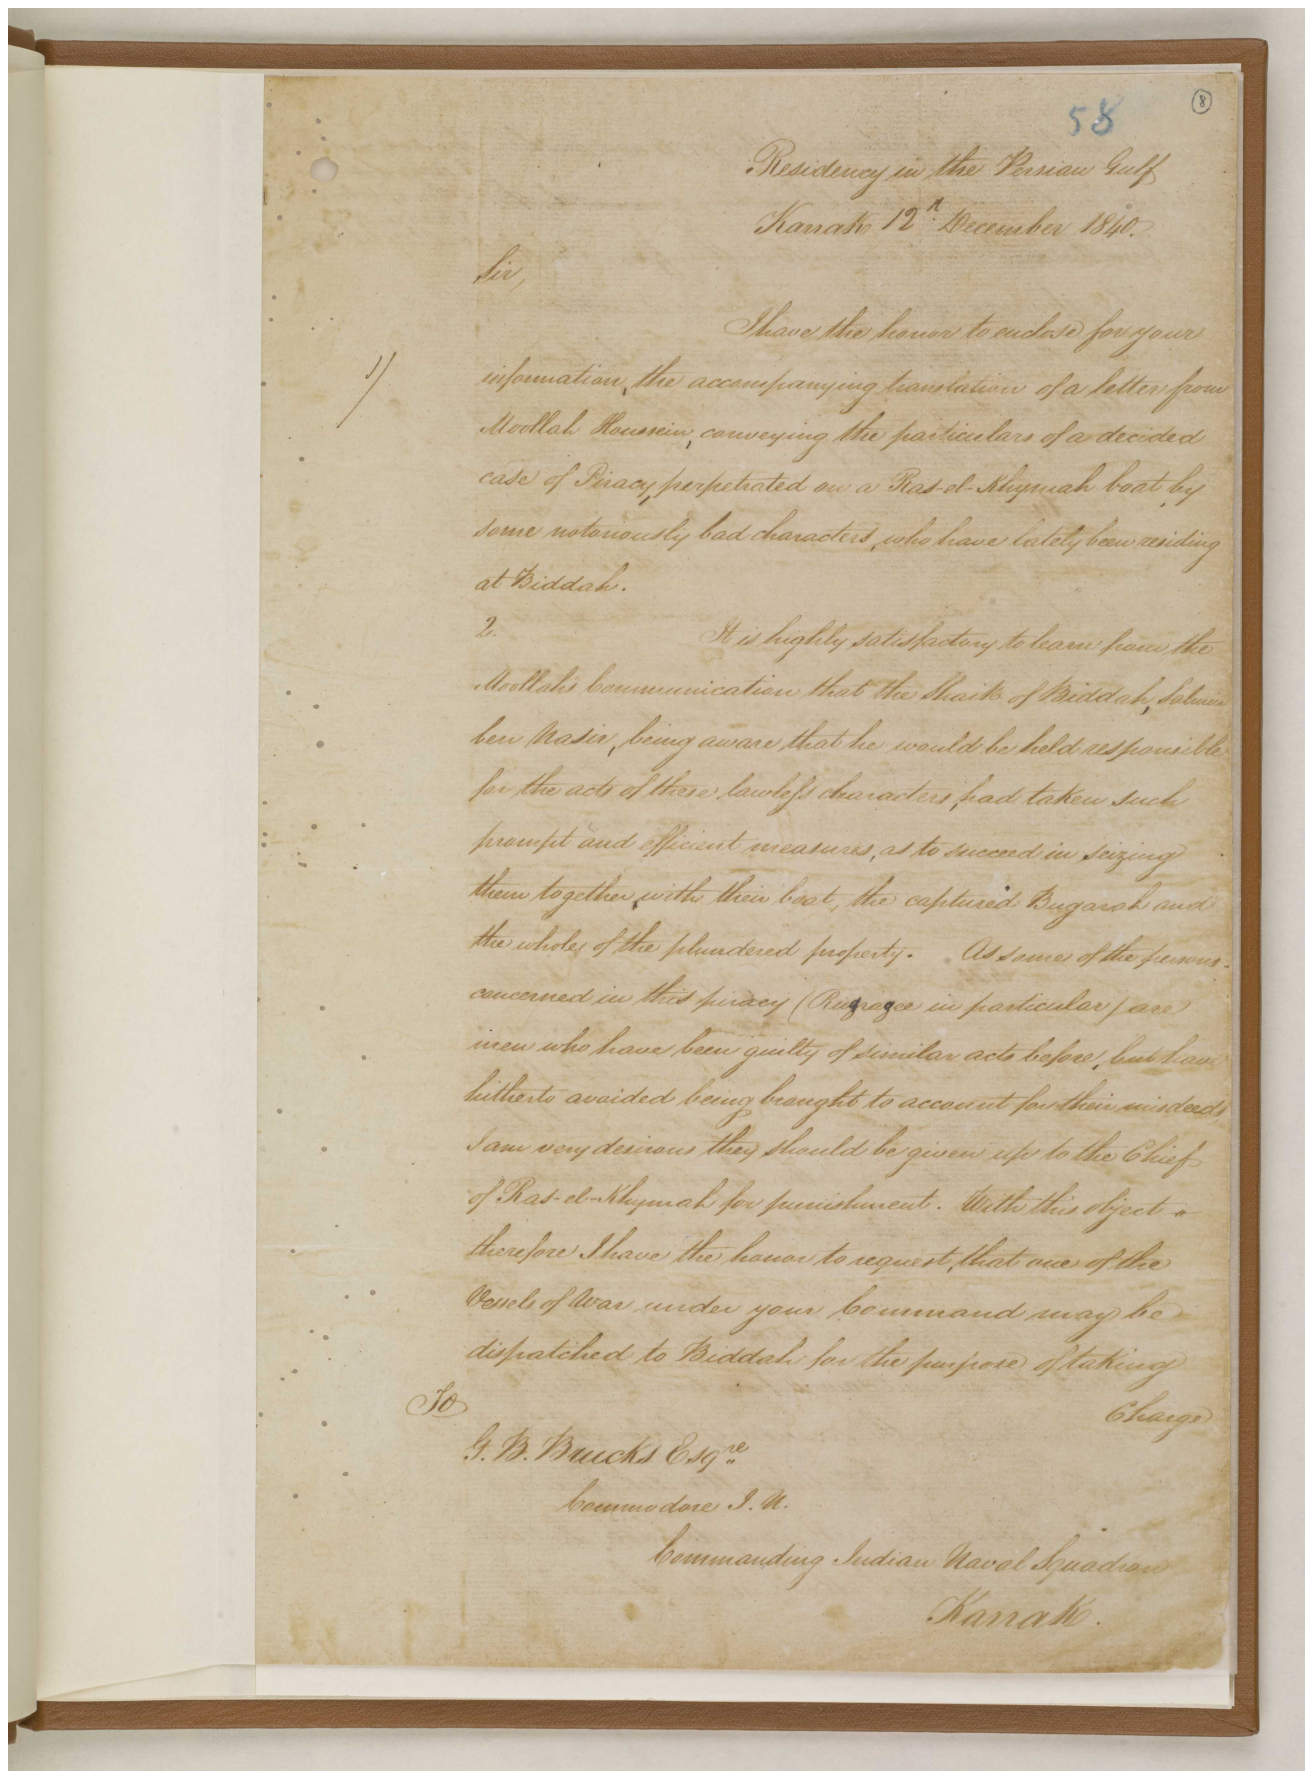 8
58
Residency in the Persian Gulf
Karrak 12th December 1840.
Sir,
I have the honor to enclose for your
1/
information, the accompanying translation of a letter from
Moollah Houssein, conveying the particulars of a decided
case of Piracy, perpetrated on a Ras-el-Khymah boat by
some notoriously bad characters, who have lately been residing
at Biddah.
2. It is highly satisfactory to learn from the
Moollah's Communication that the Shaik of Biddah, Salmin
ben Nasir, being aware that he would be held responsible
for the acts of these lawless characters, had taken such
prompt and efficient measures, as to succeed in seizing
them together, with their boat, the captured Bugarah and
the whole of the plundered property. As some of the persons
concerned in this piracy (in particular) are
men who have been guilty of similar acts before, but have
hitherto avoided being brought to account for their misdeeds,
I am very desirous they should be given up to the Chief
of Ras-el-Khymah for punishment. With this object
therefore I have the honor to request, that one of the
Vessels of War under your Command may be
dispatched to Biddah for the purpose of taking
Charge
To
G. B. Brucks Esqre
Commodore I. N.
Commanding Indian Naval Squadron
Karrak.